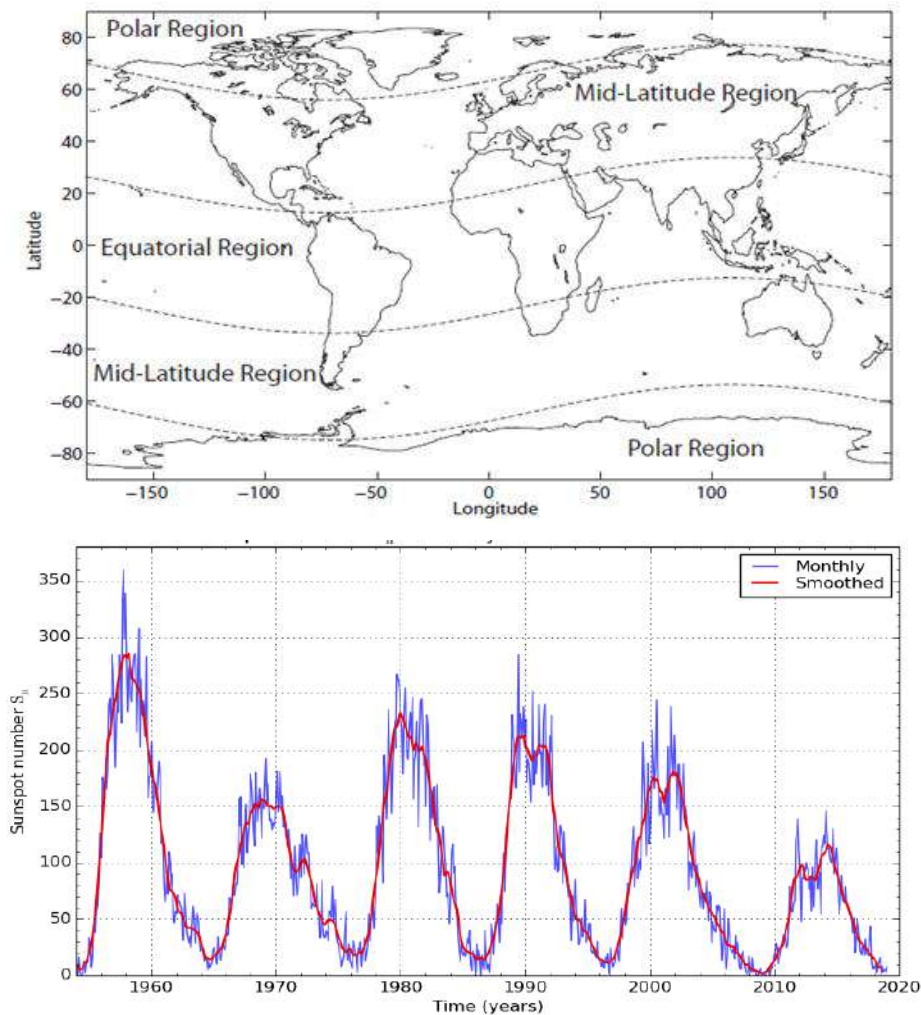 Polar Region
Mid-Latitude Region
Equatorial Region
Mid-Latitude Region
Polar Region
Latitude
80
60
40
20
0
−20
−40
−60
−80
−150
−100
−50
0
50
100
150
Longitude
Monthly
Smoothed
Sunspot number Sn
350
300
250
200
150
100
50
0
1960
1970
1980
1990
2000
2010
2020
Time (years)